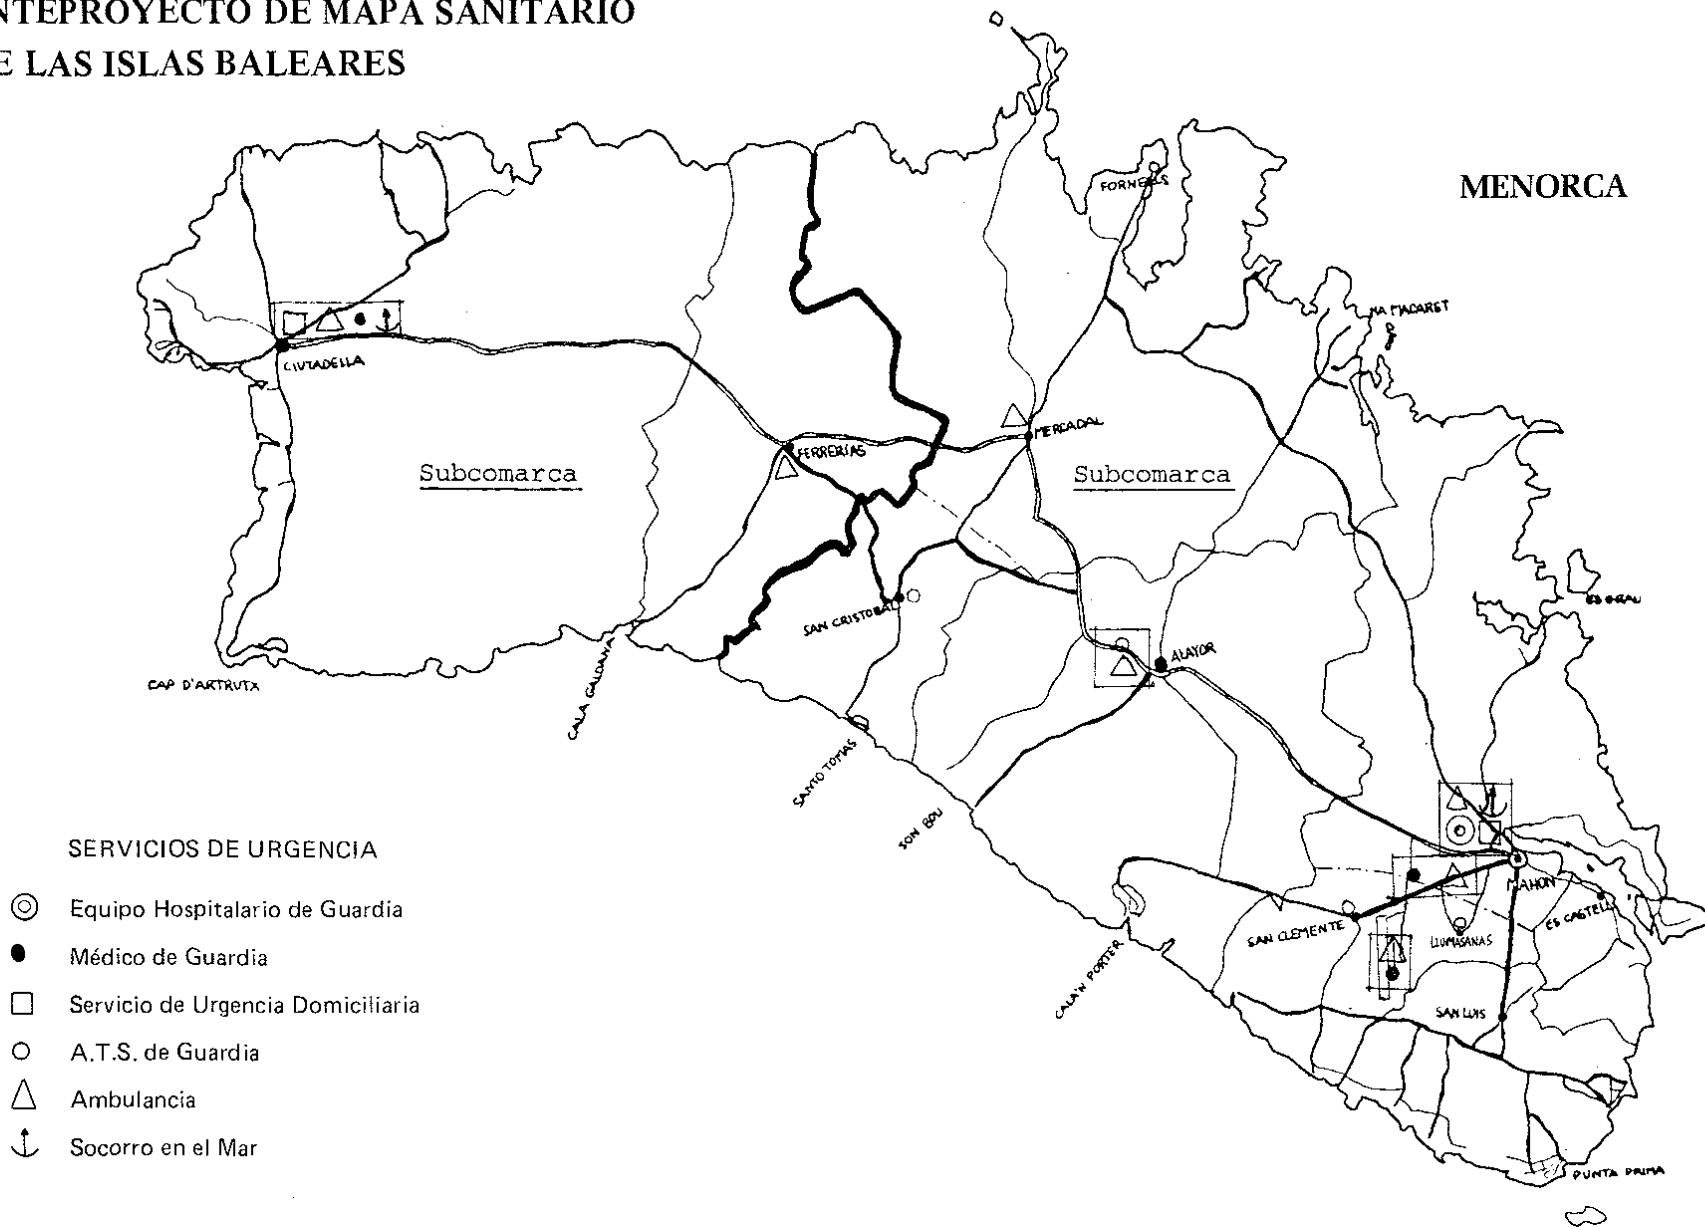 NTEPROYECTO DE MAPA SANITARIO
E LAS ISLAS BALEARES
MENORCA
FORNELLS
NA MACARET
CIUTADELLA
MERCADAL
FERRERÍAS
Subcomarca
Subcomarca
ES GRAU
SAN CRISTOBAL
ALAYOR
CAP D'ARTRUTX
CALA GALDANA
SANTO TOMAS
SON BOU
SERVICIOS DE URGENCIA
Equipo Hospitalario de Guardia
Médico de Guardia
Servicio de Urgencia Domiciliaria
A.T.S. de Guardia
Ambulancia
Socorro en el Mar
MAHON
ES CASTELL
SAN CLEMENTE
LLUMASANAS
CALA'N PORTER
SAN LUIS
PUNTA PRIMA